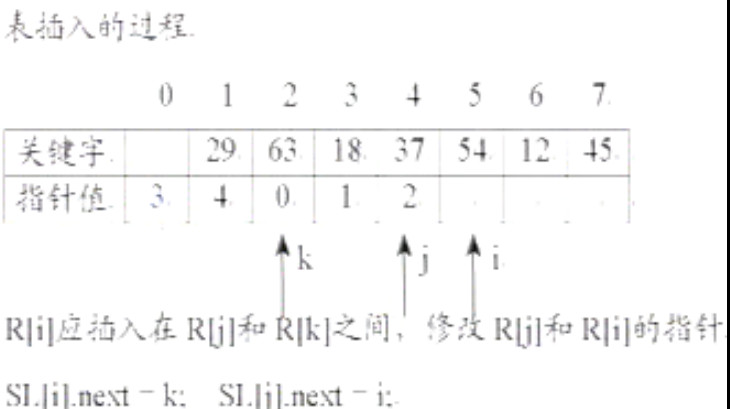 表插入的过程.
0 1 2 3 4 5 6 7.
关键字. 29. 63. 18. 37 54. 12. 45.
指针值. 3. 4. 0. 1. 2.
k j i
R[i]应插入在 R[j]和 R[k]之间，修改 R[j]和 R[i]的指针
SL[i].next = k; SL[j].next = i;